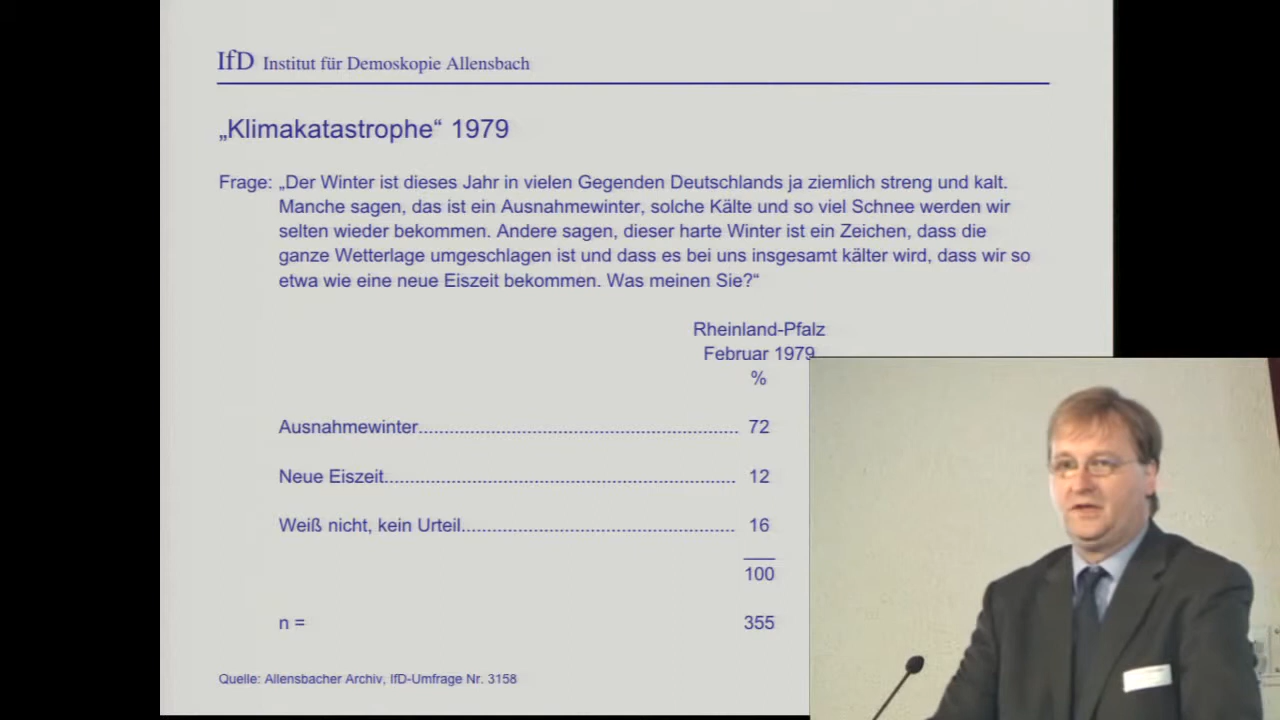 IfD Institut für Demoskopie Allensbach
„Klimakatastrophe“ 1979
Frage: „Der Winter ist dieses Jahr in vielen Gegenden Deutschlands ja ziemlich streng und kalt.
Manche sagen, das ist ein Ausnahmewinter, solche Kälte und so viel Schnee werden wir
selten wieder bekommen. Andere sagen, dieser harte Winter ist ein Zeichen, dass die
ganze Wetterlage umgeschlagen ist und dass es bei uns insgesamt kälter wird, dass wir so
etwa wie eine neue Eiszeit bekommen. Was meinen Sie?“
Rheinland-Pfalz
Februar 1979
%
Ausnahmewinter........................................................... 72
Neue Eiszeit................................................................. 12
Weiß nicht, kein Urteil.................................................. 16
100
n = 355
Quelle: Allensbacher Archiv, IfD-Umfrage Nr. 3158